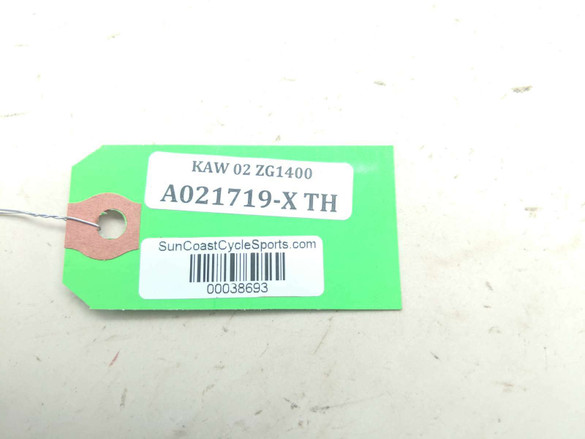 KAW 02 ZG1400
A021719-X TH
SunCoastCycleSports.com
00038693